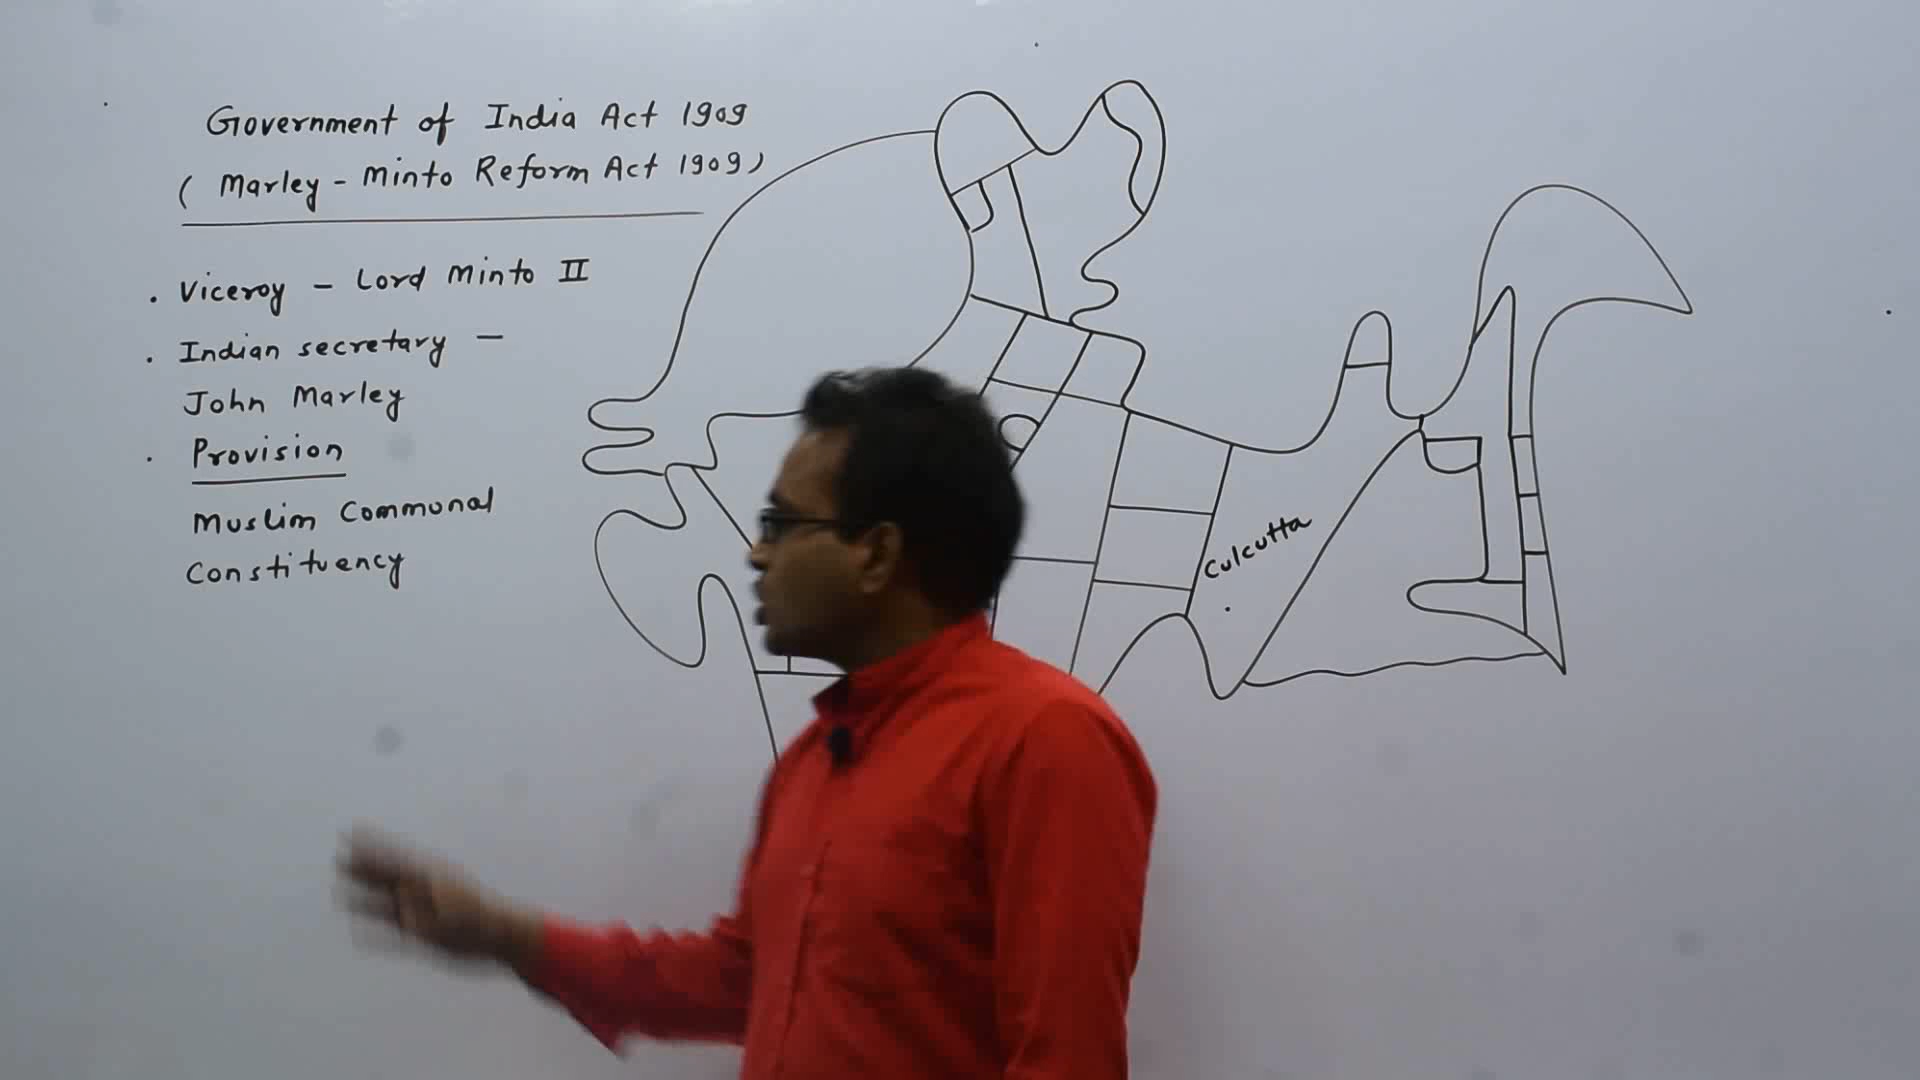 Government of India Act 1909
( Marley - Minto Reform Act 1909)
. Viceroy - Lord Minto II
. Indian secretary -
John Marley
. Provision
Muslim Communal
Constituency
Culcutta